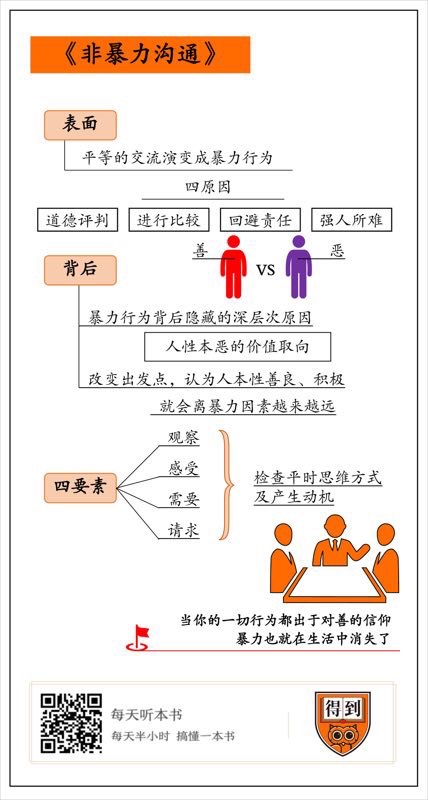 《非暴力沟通》
表面
平等的交流演变成暴力行为
四原因
道德评判 进行比较 回避责任 强人所难
善 VS 恶
背后
暴力行为背后隐藏的深层次原因
人性本恶的价值取向
改变出发点，认为人本性善良、积极
就会离暴力因素越来越远
四要素
观察
感受
需要
请求
检查平时思维方式
及产生动机
当你的一切行为都出于对善的信仰
暴力也就在生活中消失了
每天听本书
每天半小时 搞懂一本书
得到